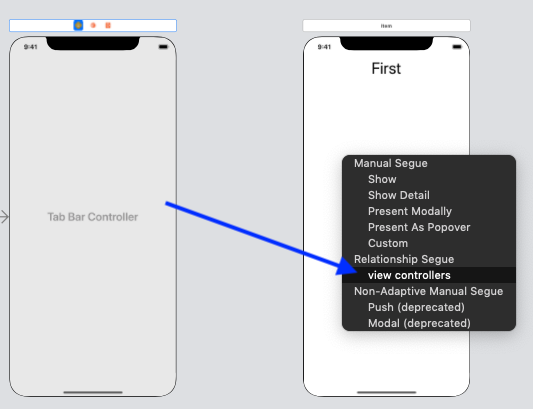 Item
9:41
9:41
First
Tab Bar Controller
Manual Segue
Show
Show Detail
Present Modally
Present As Popover
Custom
Relationship Segue
view controllers
Non-Adaptive Manual Segue
Push (deprecated)
Modal (deprecated)